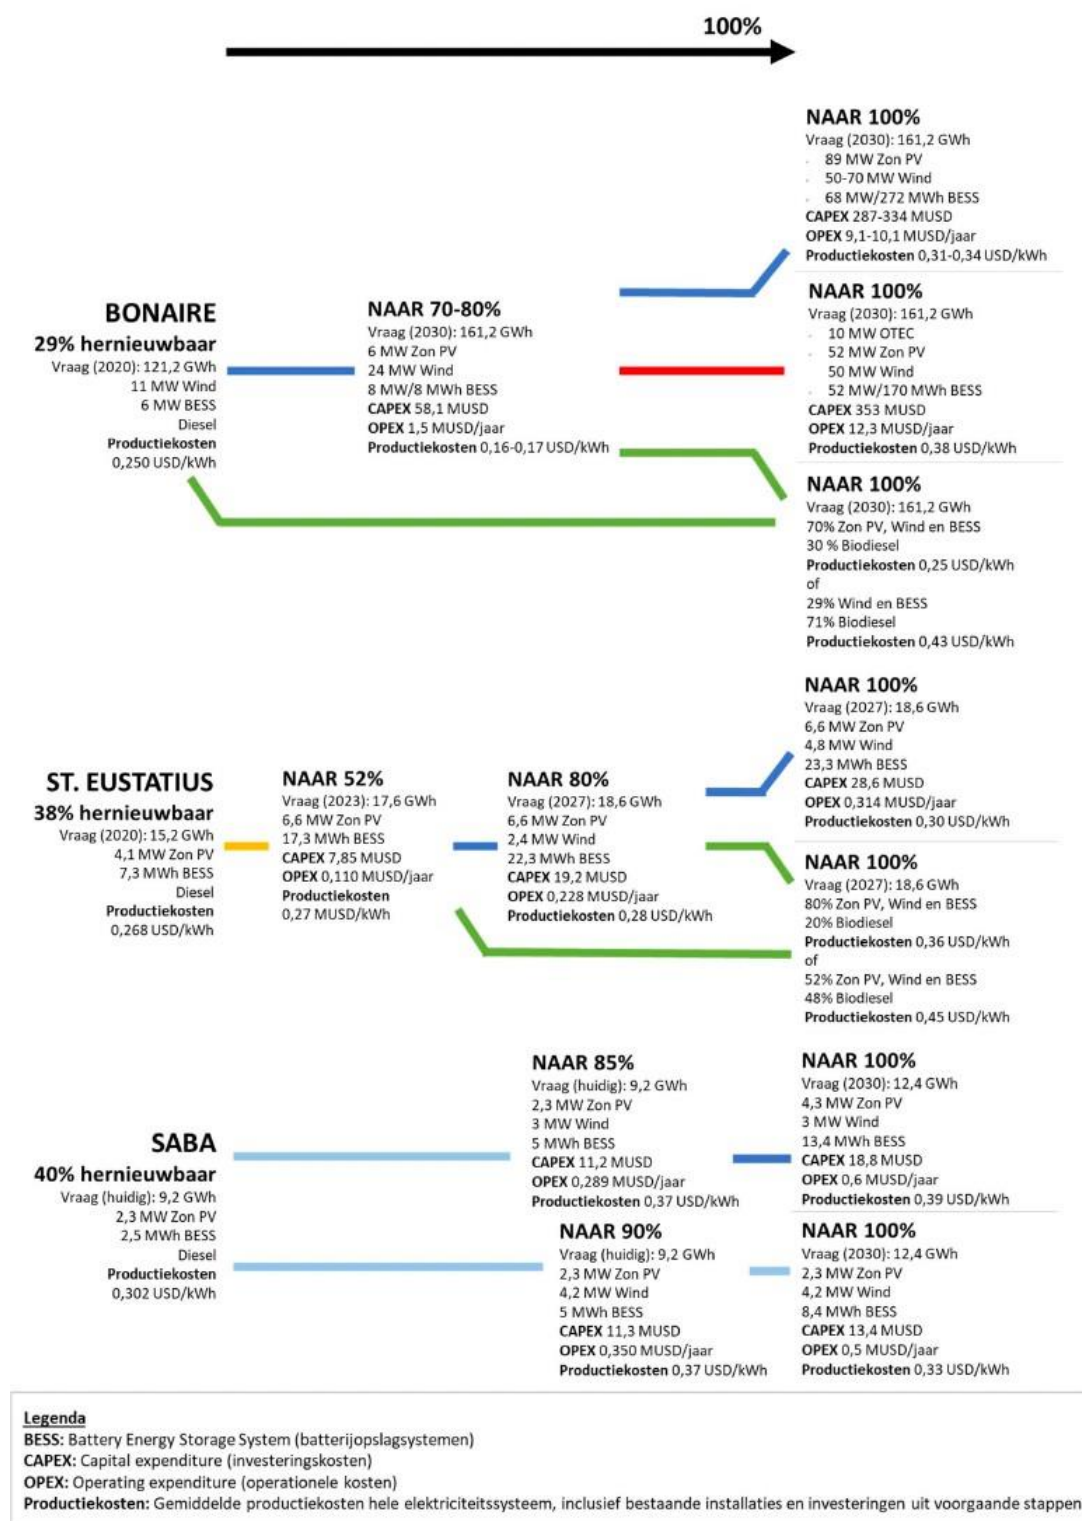 100%
BONAIRE
29% hernieuwbaar
Vraag (2020): 121,2 GWh
11 MW Wind
6 MW BESS
Diesel
Productiekosten
0,250 USD/kWh
NAAR 70-80%
Vraag (2030): 161,2 GWh
6 MW Zon PV
24 MW Wind
8 MW/8 MWh BESS
CAPEX 58,1 MUSD
OPEX 1,5 MUSD/jaar
Productiekosten 0,16-0,17 USD/kWh
NAAR 100%
Vraag (2030): 161,2 GWh
- 89 MW Zon PV
- 50-70 MW Wind
- 68 MW/272 MWh BESS
CAPEX 287-334 MUSD
OPEX 9,1-10,1 MUSD/jaar
Productiekosten 0,31-0,34 USD/kWh
NAAR 100%
Vraag (2030): 161,2 GWh
- 10 MW OTEC
- 52 MW Zon PV
- 50 MW Wind
- 52 MW/170 MWh BESS
CAPEX 353 MUSD
OPEX 12,3 MUSD/jaar
Productiekosten 0,38 USD/kWh
NAAR 100%
Vraag (2030): 161,2 GWh
70% Zon PV, Wind en BESS
30 % Biodiesel
Productiekosten 0,25 USD/kWh
of
29% Wind en BESS
71% Biodiesel
Productiekosten 0,43 USD/kWh
ST. EUSTATIUS
38% hernieuwbaar
Vraag (2020): 15,2 GWh
4,1 MW Zon PV
7,3 MWh BESS
Diesel
Productiekosten
0,268 USD/kWh
NAAR 52%
Vraag (2023): 17,6 GWh
6,6 MW Zon PV
17,3 MWh BESS
CAPEX 7,85 MUSD
OPEX 0,110 MUSD/jaar
Productiekosten
0,27 MUSD/kWh
NAAR 80%
Vraag (2027): 18,6 GWh
6,6 MW Zon PV
2,4 MW Wind
22,3 MWh BESS
CAPEX 19,2 MUSD
OPEX 0,228 MUSD/jaar
Productiekosten 0,28 USD/kWh
NAAR 100%
Vraag (2027): 18,6 GWh
6,6 MW Zon PV
4,8 MW Wind
23,3 MWh BESS
CAPEX 28,6 MUSD
OPEX 0,314 MUSD/jaar
Productiekosten 0,30 USD/kWh
NAAR 100%
Vraag (2027): 18,6 GWh
80% Zon PV, Wind en BESS
20% Biodiesel
Productiekosten 0,36 USD/kWh
of
52% Zon PV, Wind en BESS
48% Biodiesel
Productiekosten 0,45 USD/kWh
SABA
40% hernieuwbaar
Vraag (huidig): 9,2 GWh
2,3 MW Zon PV
2,5 MWh BESS
Diesel
Productiekosten
0,302 USD/kWh
NAAR 85%
Vraag (huidig): 9,2 GWh
2,3 MW Zon PV
3 MW Wind
5 MWh BESS
CAPEX 11,2 MUSD
OPEX 0,289 MUSD/jaar
Productiekosten 0,37 USD/kWh
NAAR 100%
Vraag (2030): 12,4 GWh
4,3 MW Zon PV
3 MW Wind
13,4 MWh BESS
CAPEX 18,8 MUSD
OPEX 0,6 MUSD/jaar
Productiekosten 0,39 USD/kWh
NAAR 90%
Vraag (huidig): 9,2 GWh
2,3 MW Zon PV
4,2 MW Wind
5 MWh BESS
CAPEX 11,3 MUSD
OPEX 0,350 MUSD/jaar
Productiekosten 0,37 USD/kWh
NAAR 100%
Vraag (2030): 12,4 GWh
2,3 MW Zon PV
4,2 MW Wind
8,4 MWh BESS
CAPEX 13,4 MUSD
OPEX 0,5 MUSD/jaar
Productiekosten 0,33 USD/kWh
Legenda
BESS: Battery Energy Storage System (batterijopslagsystemen)
CAPEX: Capital expenditure (investeringskosten)
OPEX: Operating expenditure (operationele kosten)
Productiekosten: Gemiddelde productiekosten hele elektriciteitssysteem, inclusief bestaande installaties en investeringen uit voorgaande stappen